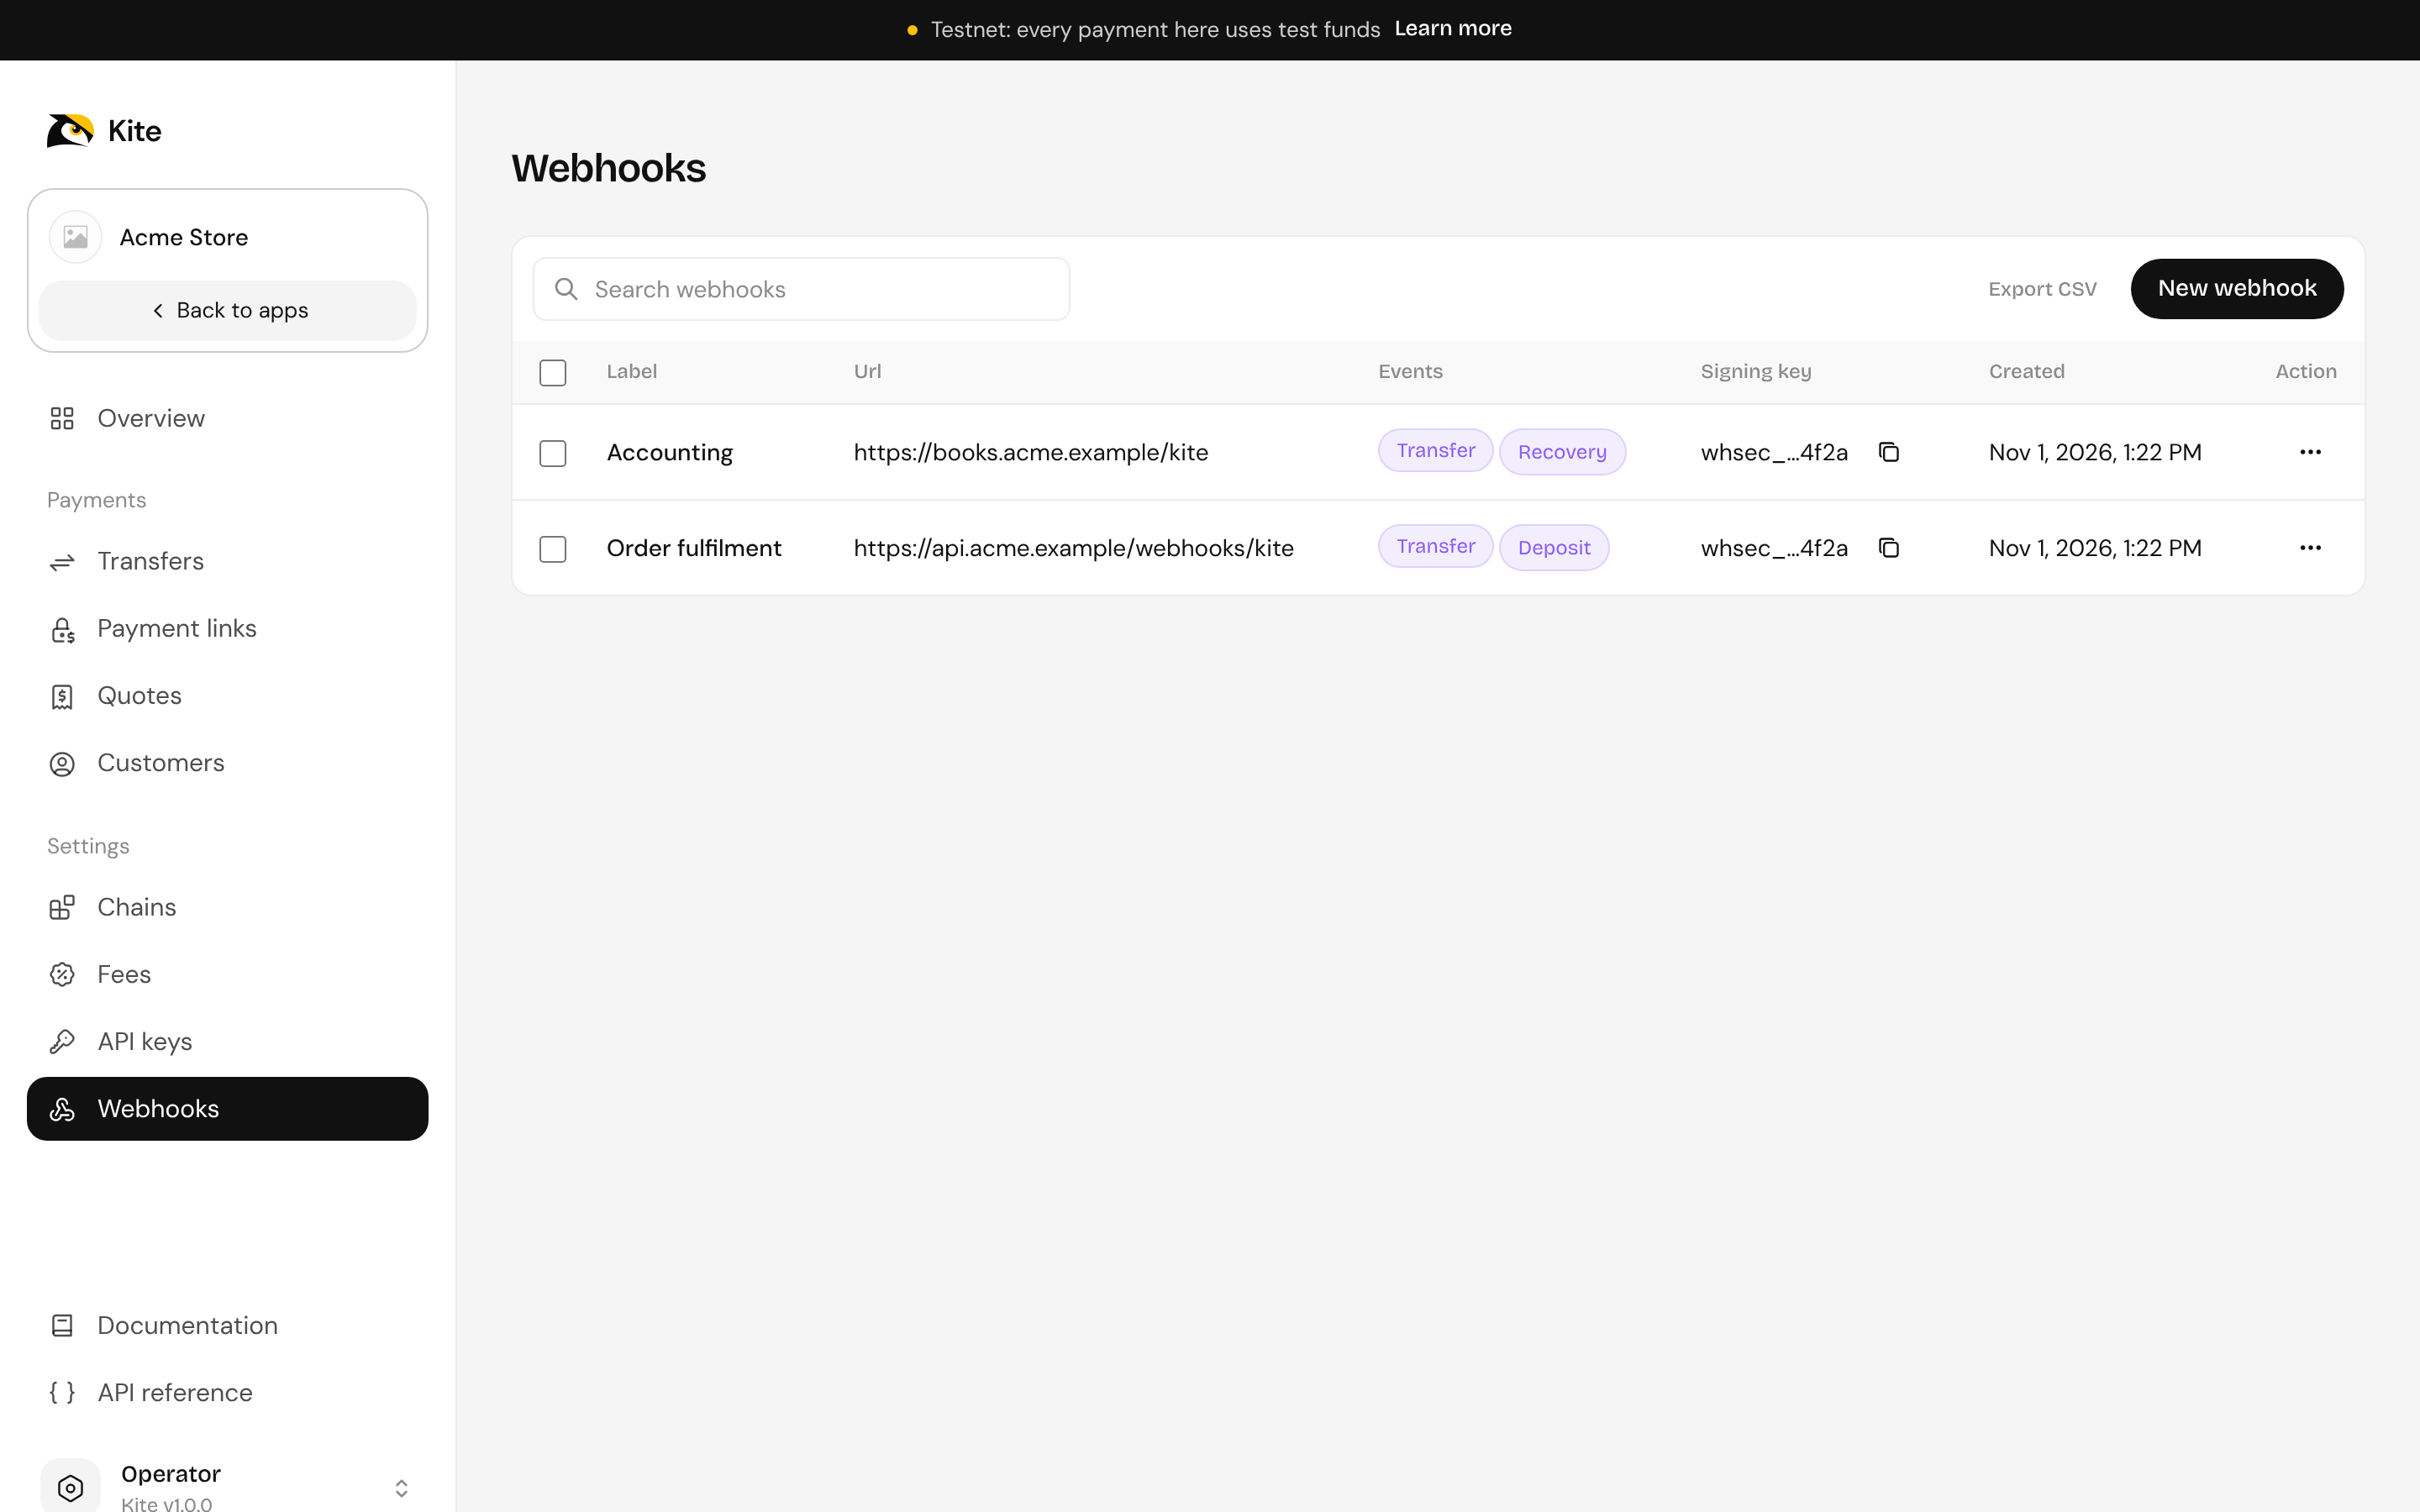 Testnet: every payment here uses test funds Learn more
Kite
Acme Store
Back to apps
Overview
Payments
Transfers
Payment links
Quotes
Customers
Settings
Chains
Fees
API keys
Webhooks
Documentation
API reference
Operator
Kite v1.0.0
Webhooks
Search webhooks
Export CSV
New webhook
Label Url Events Signing key Created Action
Accounting https://books.acme.example/kite Transfer Recovery whsec_...4f2a Nov 1, 2026, 1:22 PM
Order fulfilment https://api.acme.example/webhooks/kite Transfer Deposit whsec_...4f2a Nov 1, 2026, 1:22 PM